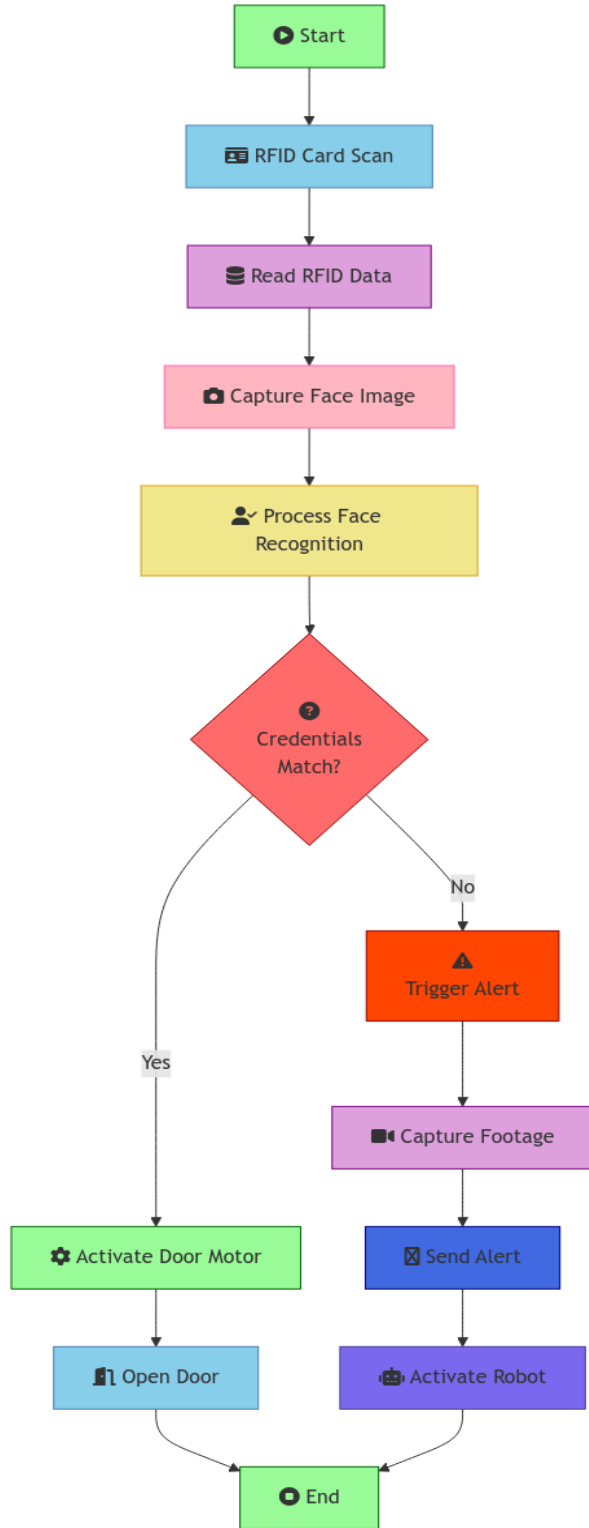 Start
RFID Card Scan
Read RFID Data
Capture Face Image
Process Face
Recognition
Credentials
Match?
No
Trigger Alert
Yes
Capture Footage
Activate Door Motor
Send Alert
Open Door
Activate Robot
End